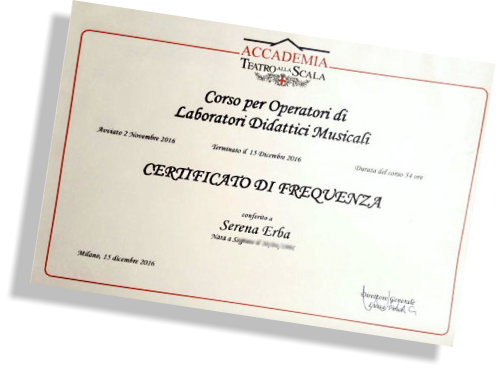 ACCADEMIA
TEATRO ALLA SCALA
Corso per Operatori di
Laboratori Didattici Musicali
Avviato 2 Novembre 2016
Terminato il 15 Dicembre 2016
Durata del corso 54 ore
CERTIFICATO DI FREQUENZA
conferito a
Serena Erba
Nata a
Milano, 15 dicembre 2016
Direttore Generale